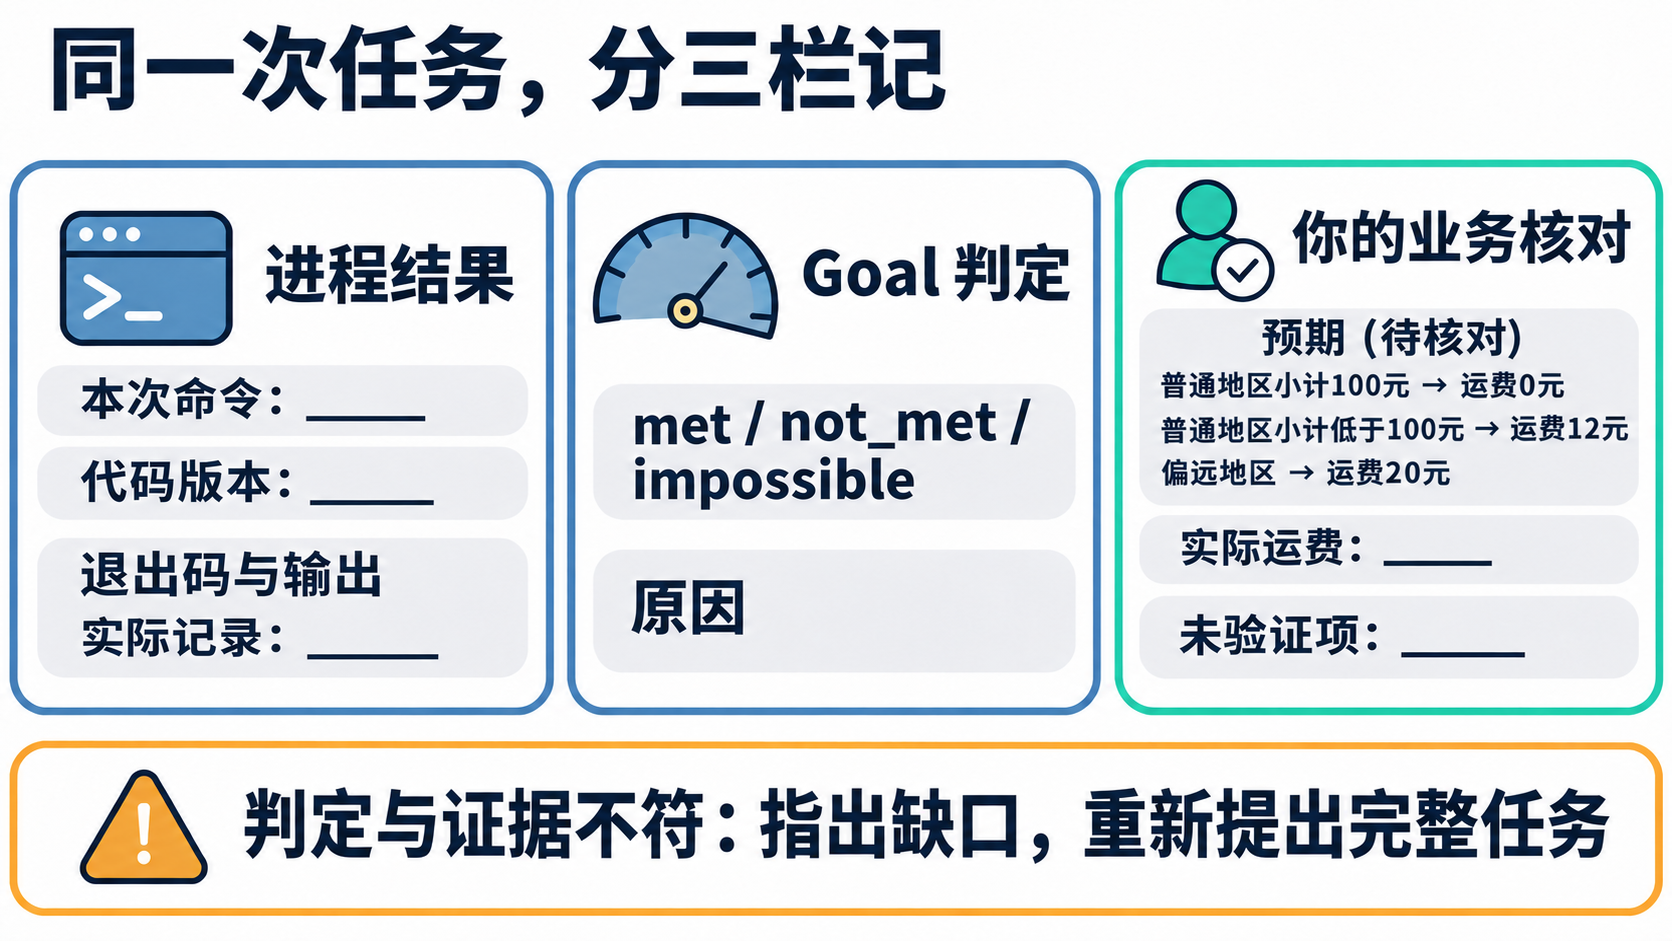 同一次任务，分三栏记
进程结果
本次命令：_____
代码版本：_____
退出码与输出
实际记录：_____
Goal 判定
met / not_met /
impossible
原因
你的业务核对
预期（待核对）
普通地区小计100元 → 运费0元
普通地区小计低于100元 → 运费12元
偏远地区 → 运费20元
实际运费：_____
未验证项：_____
判定与证据不符：指出缺口，重新提出完整任务